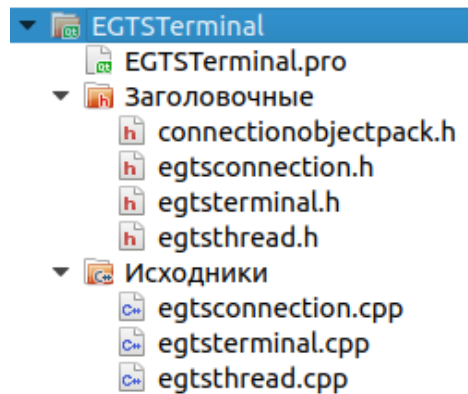 EGTSTerminal
EGTSTerminal.pro
Заголовочные
connectionobjectpack.h
egtsconnection.h
egtsterminal.h
egtsthread.h
Исходники
egtsconnection.cpp
egtsterminal.cpp
egtsthread.cpp